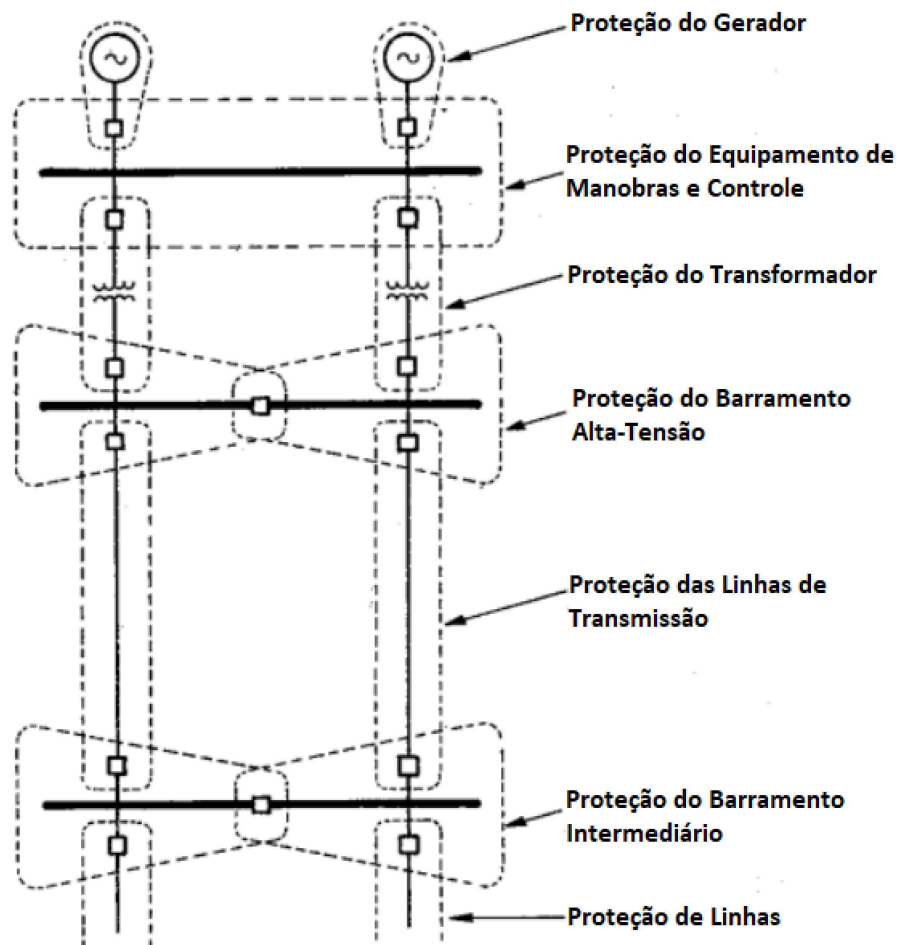 Proteção do Gerador
Proteção do Equipamento de
Manobras e Controle
Proteção do Transformador
Proteção do Barramento
Alta-Tensão
Proteção das Linhas de
Transmissão
Proteção do Barramento
Intermediário
Proteção de Linhas